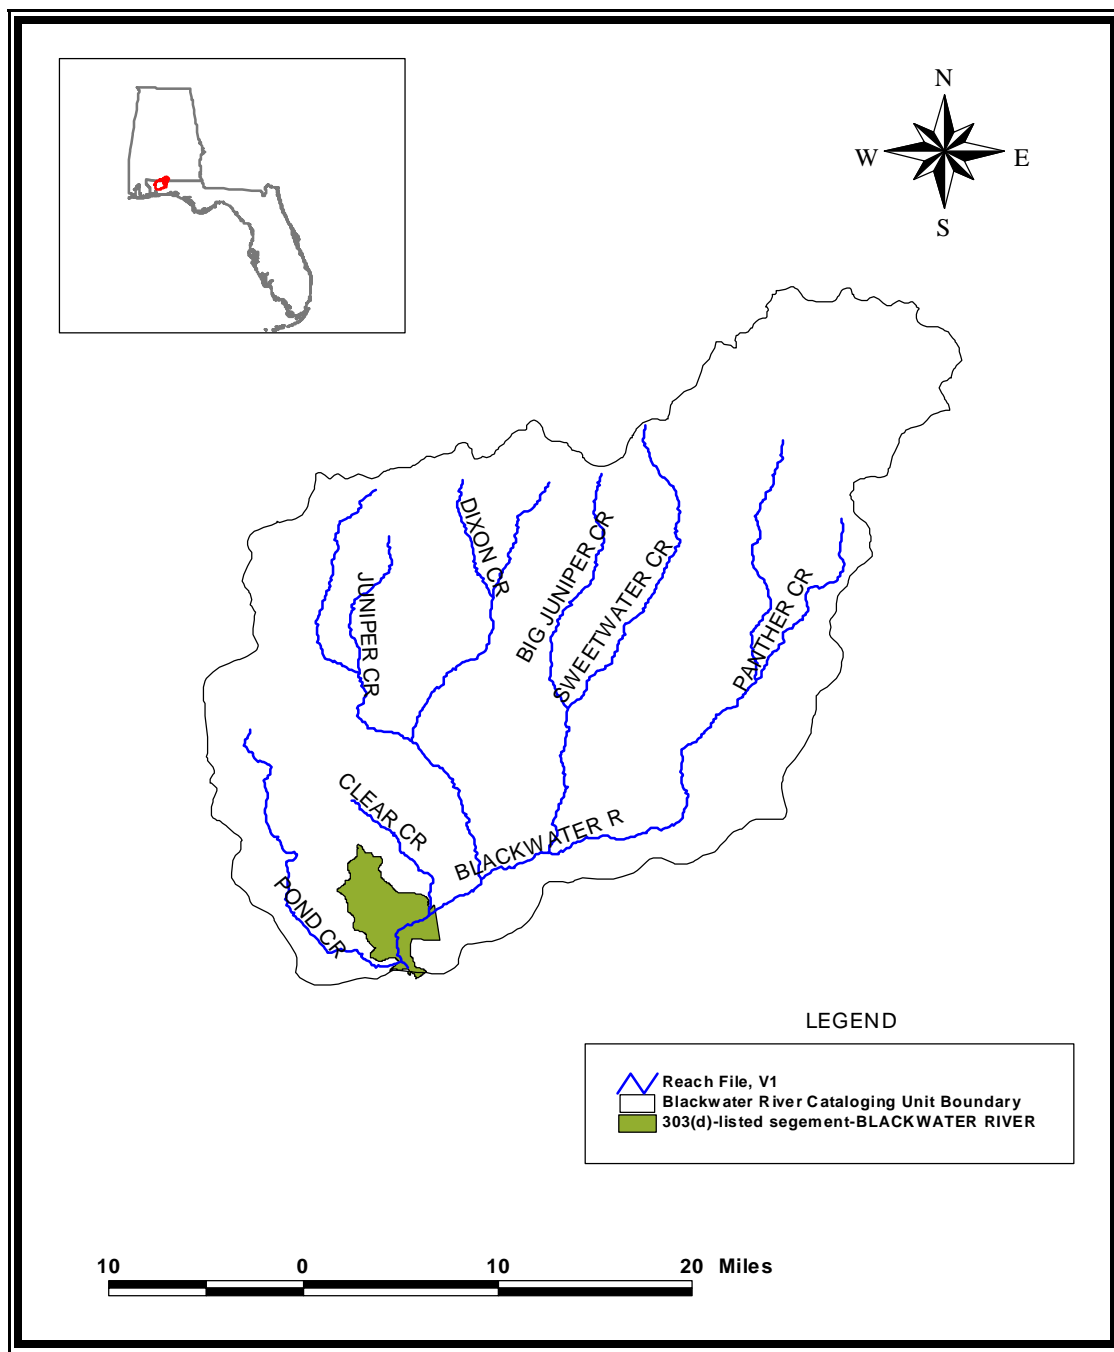 N
W E
S
DIXON CR
BIG JUNIPER CR
SWEETWATER CR
JUNIPER CR
PANTHER CR
CLEAR CR
BLACKWATER R
POND CR
LEGEND
Reach File, V1
Blackwater River Cataloging Unit Boundary
303(d)-listed segement-BLACKWATER RIVER
10 0 10 20 Miles